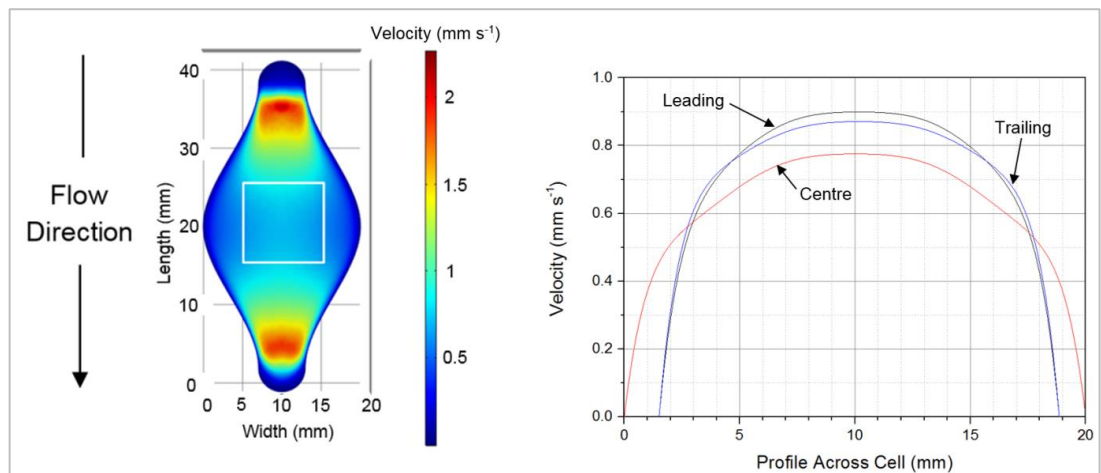 Flow
Direction
Velocity (mm s⁻¹)
40
30
20
10
0
Length (mm)
0 5 10 15 20
Width (mm)
2
1.5
1
0.5
1.0
0.8
0.6
0.4
0.2
0.0
Velocity (mm s⁻¹)
Leading
Trailing
Centre
0 5 10 15 20
Profile Across Cell (mm)